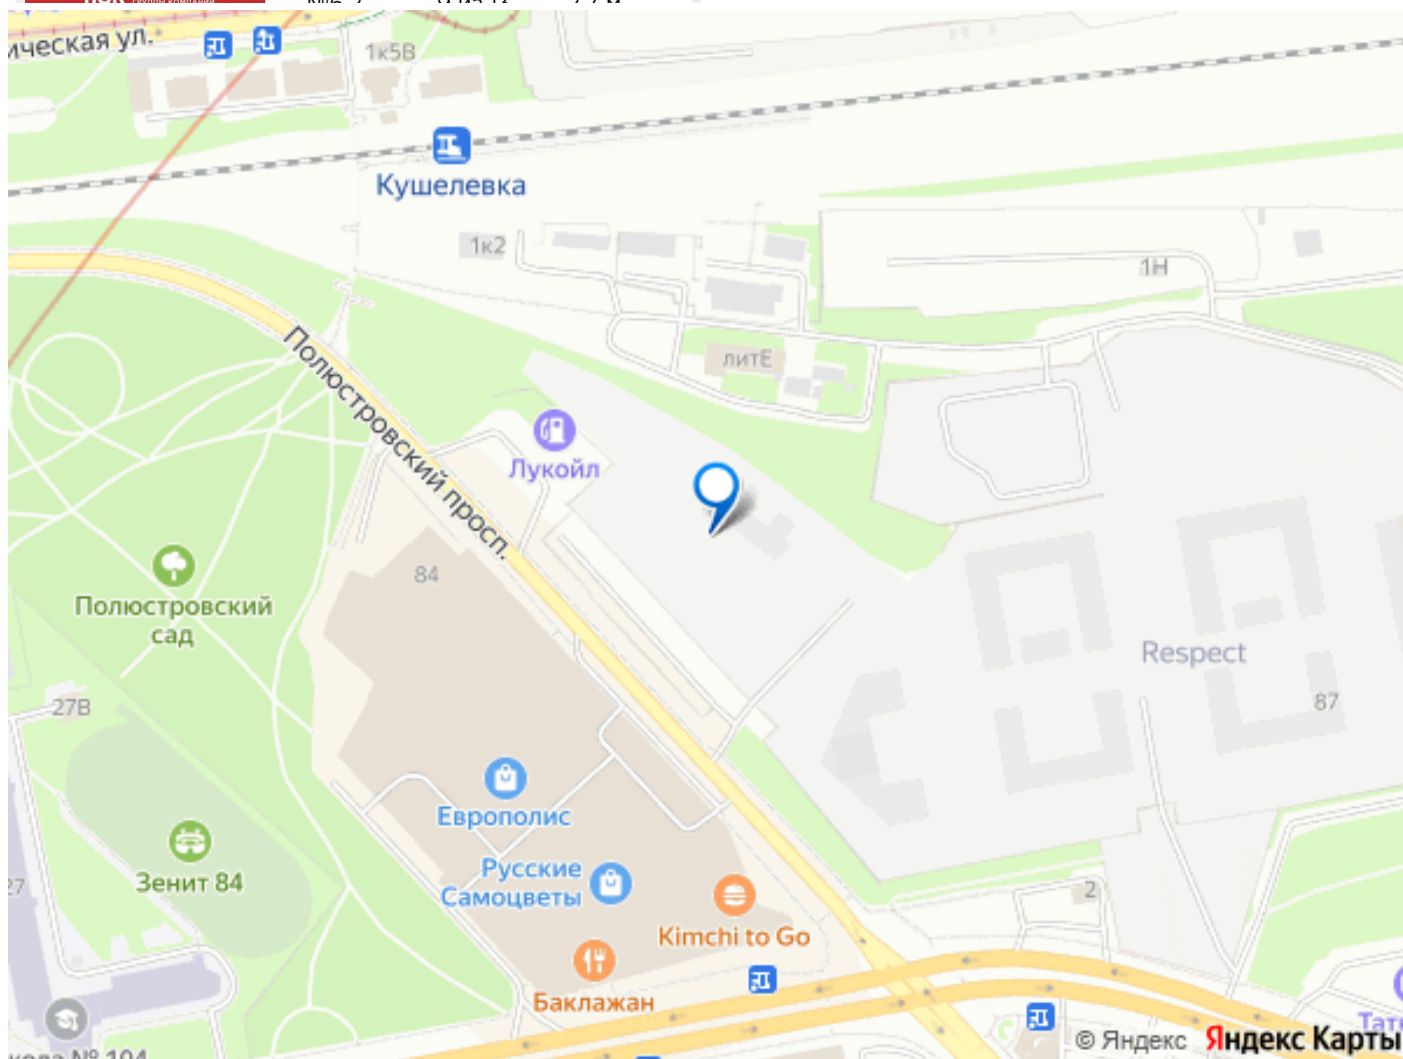 ическая ул.
1к5В
Кушелевка
1к2
1Н
литЕ
Полюстровский просп.
Лукойл
84
Полюстровский
сад
Respect
87
27В
Европолис
Русские
Самоцветы
Зенит 84
27
2
Kimchi to Go
Баклажан
© Яндекс Яндекс Карты